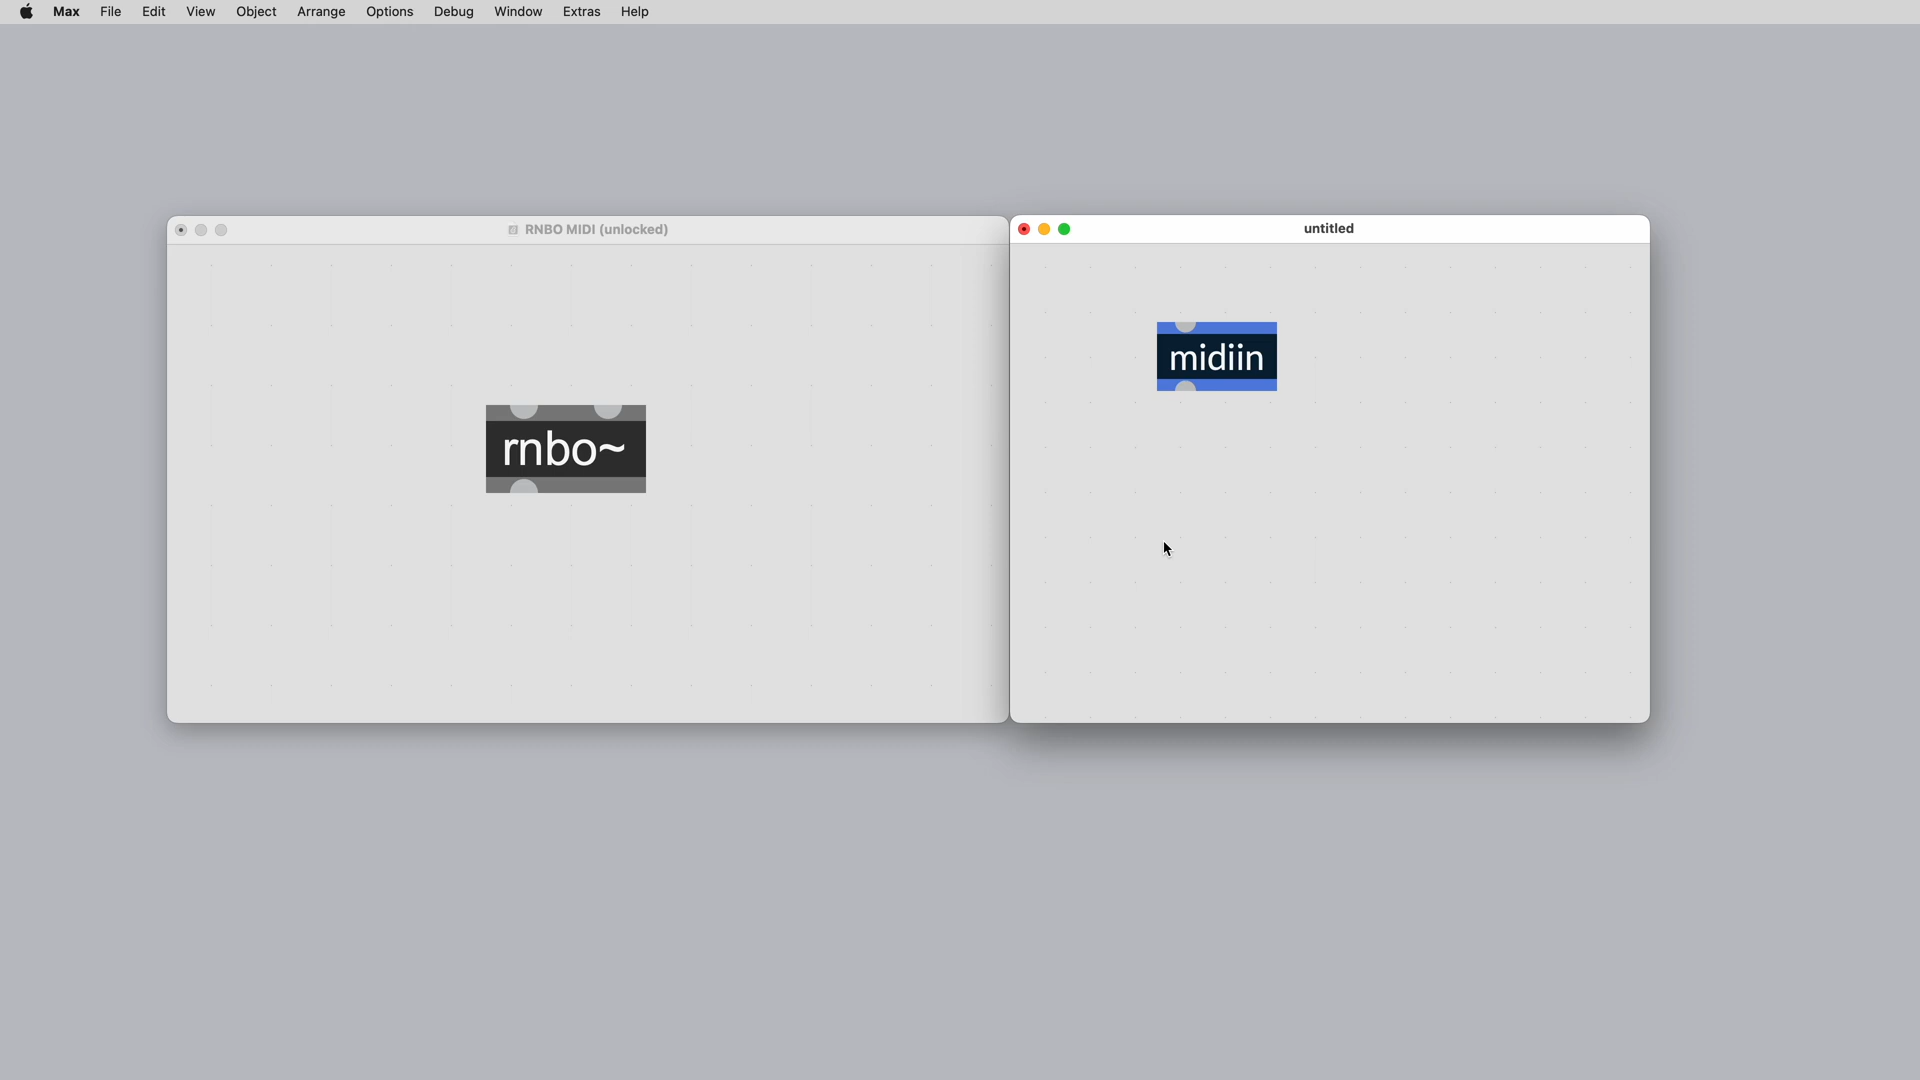 Max File Edit View Object Arrange Options Debug Window Extras Help
RNBO MIDI (unlocked)
untitled
midiin
rnbo~